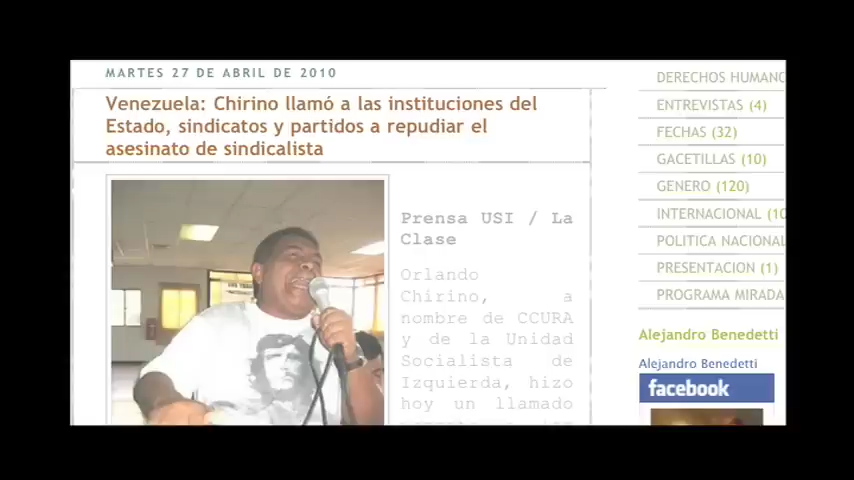 MARTES 27 DE ABRIL DE 2010
Venezuela: Chirino llamó a las instituciones del
Estado, sindicatos y partidos a repudiar el
asesinato de sindicalista
Prensa USI / La
Clase
Orlando
Chirino, a
nombre de CCURA
y de la Unidad
Socialista de
Izquierda, hizo
hoy un llamado
DERECHOS HUMANO
ENTREVISTAS (4)
FECHAS (32)
GACETILLAS (10)
GENERO (120)
INTERNACIONAL (10
POLITICA NACIONAL
PRESENTACION (1)
PROGRAMA MIRADA
Alejandro Benedetti
Alejandro Benedetti
facebook